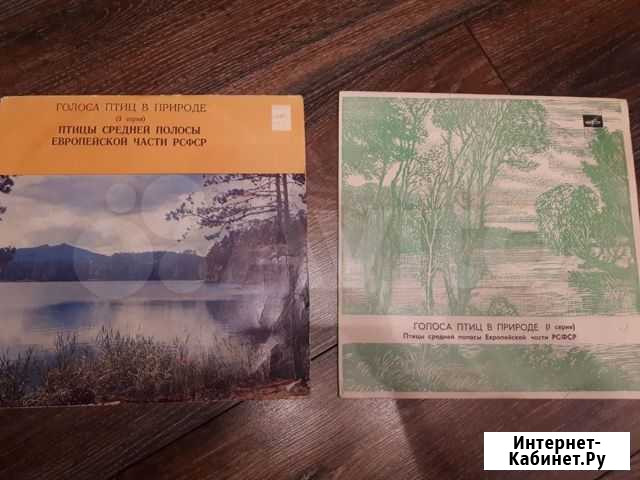 ГОЛОСА ПТИЦ В ПРИРОДЕ
(I серия)
ПТИЦЫ СРЕДНЕЙ ПОЛОСЫ
ЕВРОПЕЙСКОЙ ЧАСТИ РСФСР
ГОЛОСА ПТИЦ В ПРИРОДЕ (I серия)
Птицы средней полосы Европейской части РСФСР
Интернет-
Кабинет.Ру